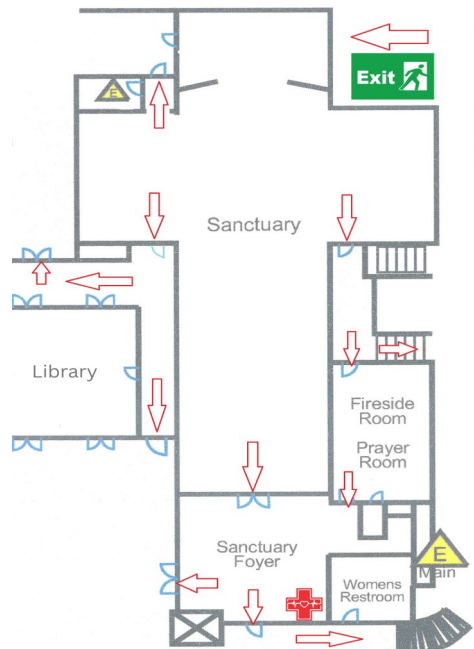 Exit
E
Sanctuary
Library
Fireside
Room
Prayer
Room
Sanctuary
Foyer
E
Main
Womens
Restroom